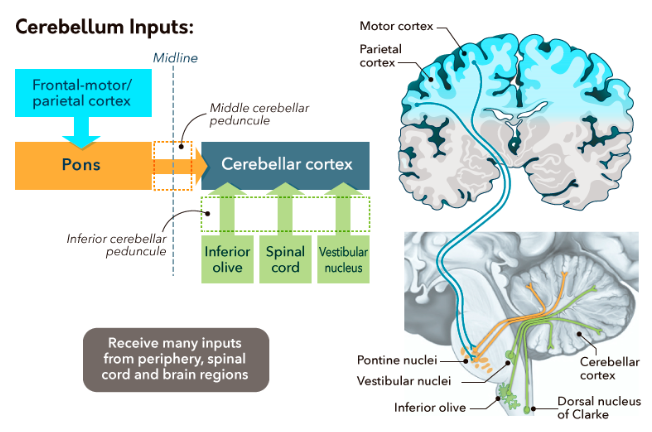 Cerebellum Inputs:
Midline
Frontal-motor/
parietal cortex
Middle cerebellar
peduncule
Pons
Cerebellar cortex
Inferior cerebellar
peduncule
Inferior
olive
Spinal
cord
Vestibular
nucleus
Receive many inputs
from periphery, spinal
cord and brain regions
Motor cortex
Parietal
cortex
Pontine nuclei
Vestibular nuclei
Inferior olive
Cerebellar
cortex
Dorsal nucleus
of Clarke